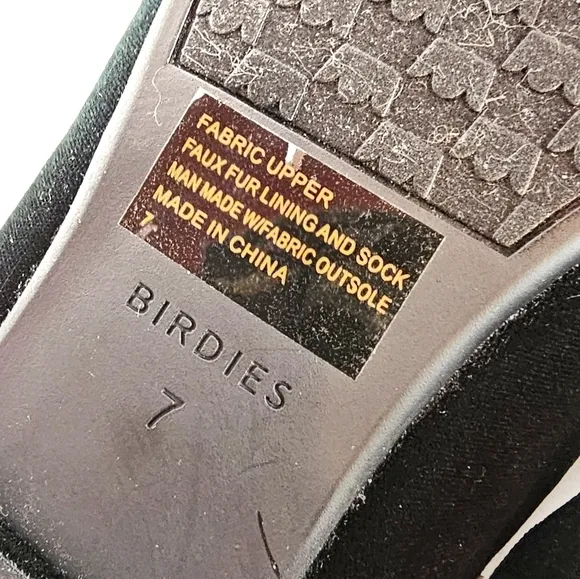 FABRIC UPPER
FAUX FUR LINING AND SOCK
MAN MADE W/FABRIC OUTSOLE
7 MADE IN CHINA
BIRDIES
7